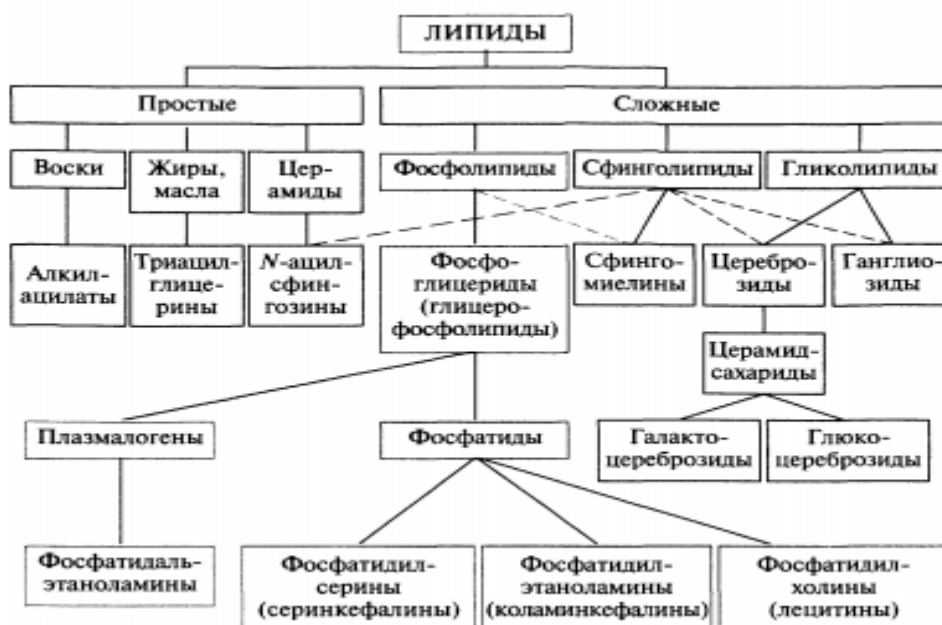 ЛИПИДЫ
Простые
Сложные
Воски
Жиры,
масла
Цер-
амиды
Фосфолипиды
Сфинголипиды
Гликолипиды
Алкил-
ацилаты
Триацил-
глице-
рины
N-ацил-
сфин-
гозины
Фосфо-
глицериды
(глицеро-
фосфолипиды)
Сфинго-
миелины
Церебро-
зиды
Ганглио-
зиды
Церамид-
сахариды
Плазмалогены
Фосфатиды
Галакто-
цереброзиды
Глюко-
цереброзиды
Фосфатидаль-
этаноламины
Фосфатидил-
серины
(серинкефалины)
Фосфатидил-
этаноламины
(коламинкефалины)
Фосфатидил-
холины
(лецитины)